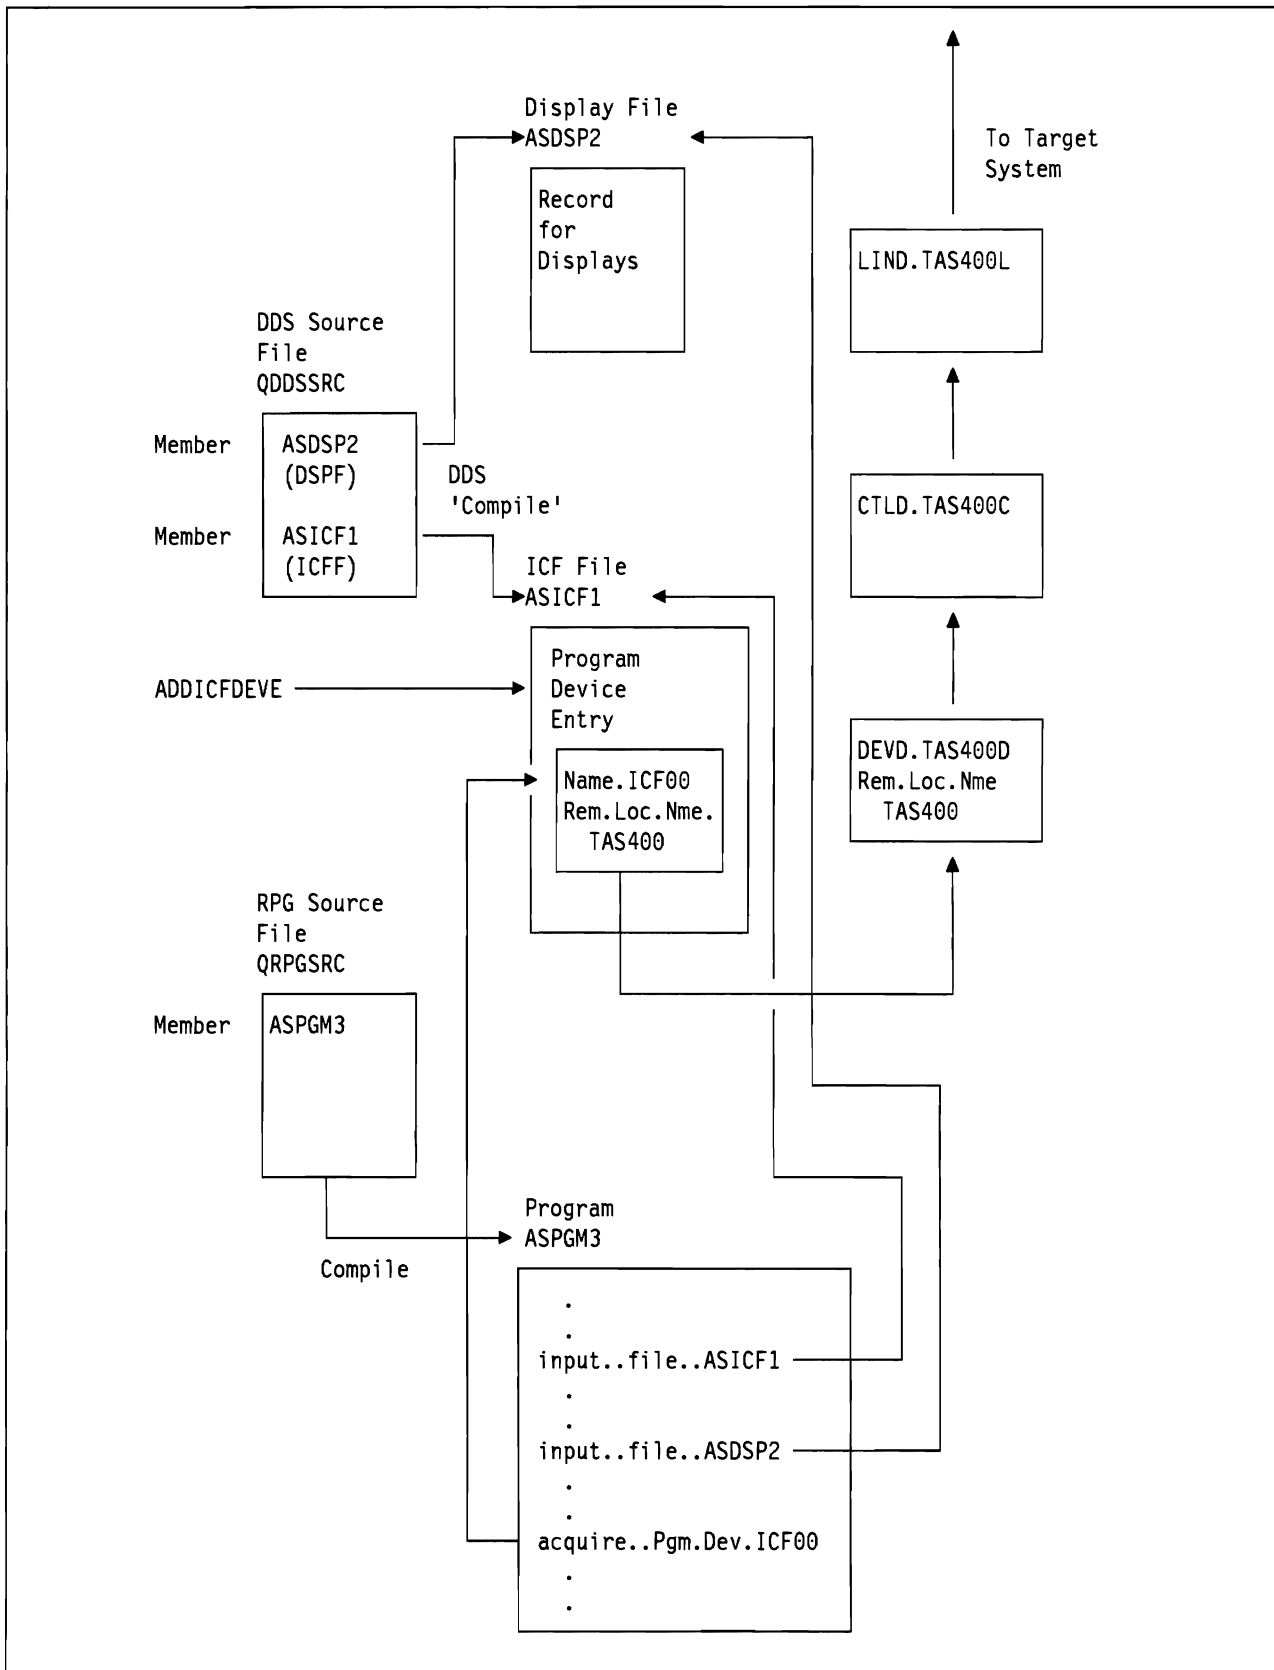 Display File
ASDSP2
To Target
System
Record
for
Displays
LIND.TAS400L
DDS Source
File
QDDSSRC
Member
ASDSP2
(DSPF)
DDS
'Compile'
CTLD.TAS400C
Member
ASICF1
(ICFF)
ICF File
ASICF1
Program
Device
Entry
ADDICFDEVE
Name.ICF00
Rem.Loc.Nme.
TAS400
DEVD.TAS400D
Rem.Loc.Nme
TAS400
RPG Source
File
QRPGSRC
Member
ASPGM3
Program
ASPGM3
Compile
.
.
input..file..ASICF1
.
.
input..file..ASDSP2
.
.
acquire..Pgm.Dev.ICF00
.
.